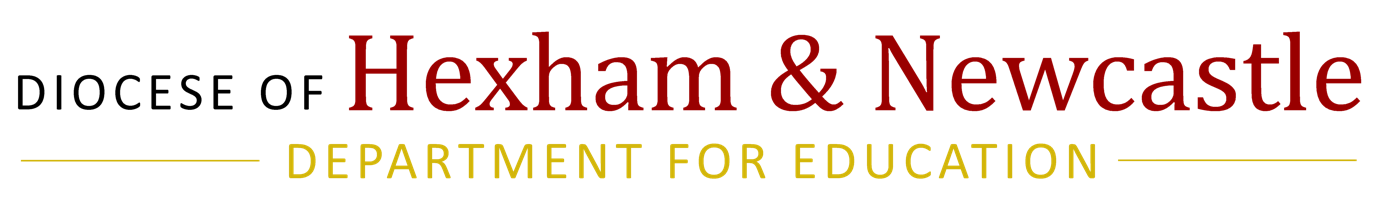 DIOCESE OF Hexham & Newcastle
DEPARTMENT FOR EDUCATION